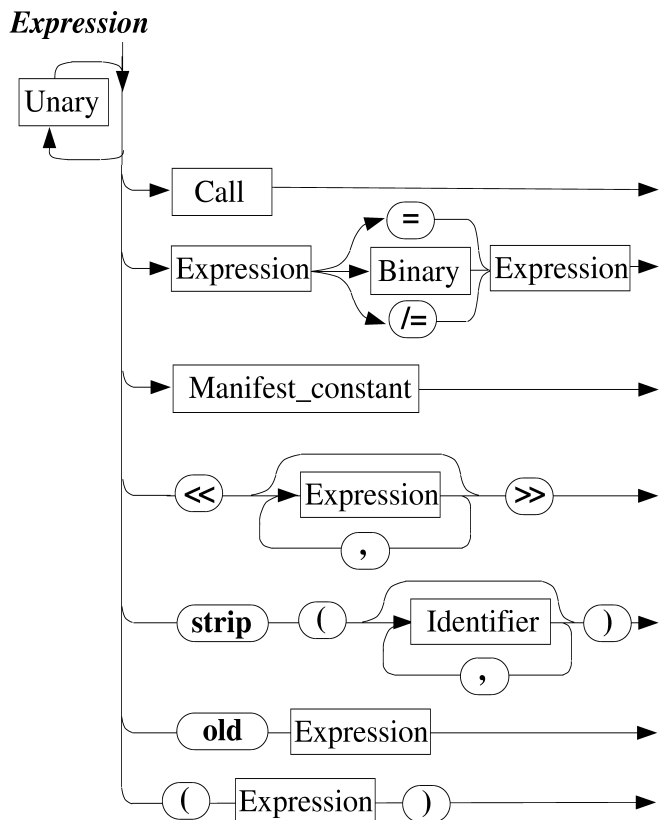 Expression
Unary
Call
=
Expression Binary Expression
/=
Manifest_constant
<< Expression >>
,
strip ( Identifier )
,
old Expression
( Expression )